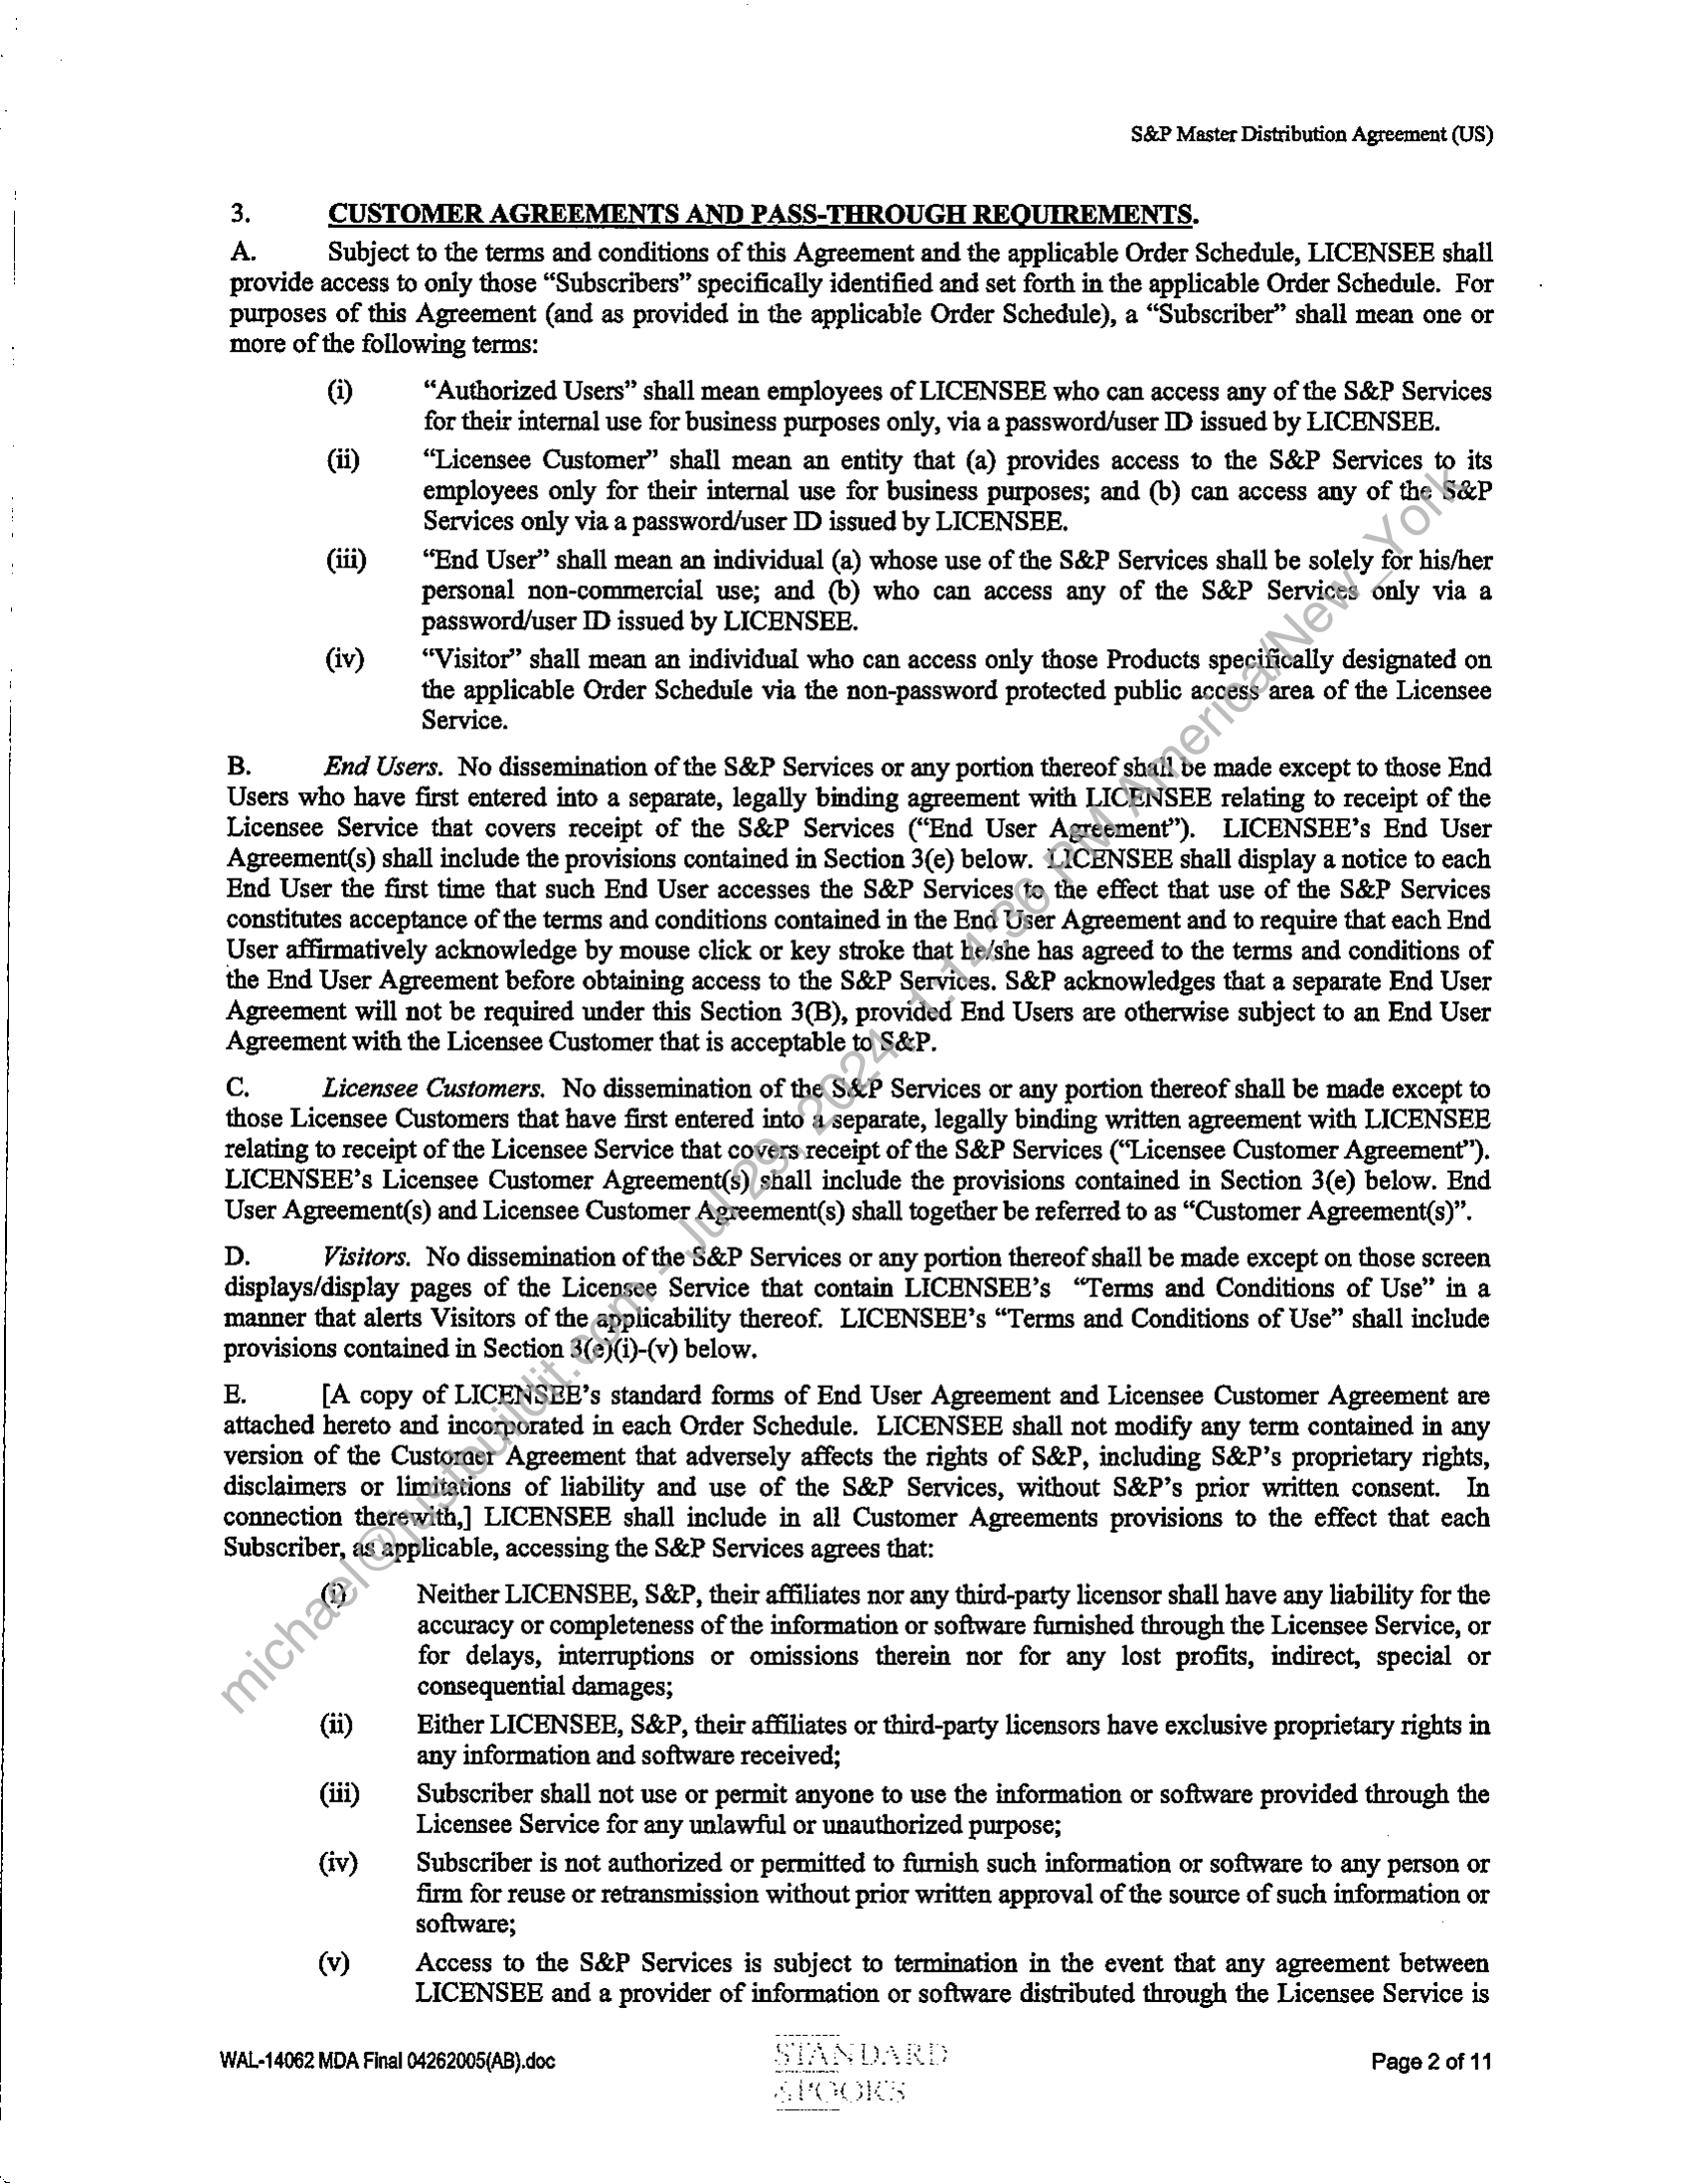 S&P Master Distribution Agreement (US)
3. CUSTOMER AGREEMENTS AND PASS-THROUGH REQUIREMENTS.
A. Subject to the terms and conditions of this Agreement and the applicable Order Schedule, LICENSEE shall
provide access to only those “Subscribers” specifically identified and set forth in the applicable Order Schedule. For
purposes of this Agreement (and as provided in the applicable Order Schedule), a “Subscriber” shall mean one or
more of the following terms:
(i) “Authorized Users” shall mean employees of LICENSEE who can access any of the S&P Services
for their internal use for business purposes only, via a password/user ID issued by LICENSEE.
(ii) “Licensee Customer” shall mean an entity that (a) provides access to the S&P Services to its
employees only for their internal use for business purposes; and (b) can access any of the S&P
Services only via a password/user ID issued by LICENSEE.
(iii) “End User” shall mean an individual (a) whose use of the S&P Services shall be solely for his/her
personal non-commercial use; and (b) who can access any of the S&P Services only via a
password/user ID issued by LICENSEE.
(iv) “Visitor” shall mean an individual who can access only those Products specifically designated on
the applicable Order Schedule via the non-password protected public access area of the Licensee
Service.
B. End Users. No dissemination of the S&P Services or any portion thereof shall be made except to those End
Users who have first entered into a separate, legally binding agreement with LICENSEE relating to receipt of the
Licensee Service that covers receipt of the S&P Services (“End User Agreement”). LICENSEE’s End User
Agreement(s) shall include the provisions contained in Section 3(e) below. LICENSEE shall display a notice to each
End User the first time that such End User accesses the S&P Services to the effect that use of the S&P Services
constitutes acceptance of the terms and conditions contained in the End User Agreement and to require that each End
User affirmatively acknowledge by mouse click or key stroke that he/she has agreed to the terms and conditions of
the End User Agreement before obtaining access to the S&P Services. S&P acknowledges that a separate End User
Agreement will not be required under this Section 3(B), provided End Users are otherwise subject to an End User
Agreement with the Licensee Customer that is acceptable to S&P.
C. Licensee Customers. No dissemination of the S&P Services or any portion thereof shall be made except to
those Licensee Customers that have first entered into a separate, legally binding written agreement with LICENSEE
relating to receipt of the Licensee Service that covers receipt of the S&P Services (“Licensee Customer Agreement”).
LICENSEE’s Licensee Customer Agreement(s) shall include the provisions contained in Section 3(e) below. End
User Agreement(s) and Licensee Customer Agreement(s) shall together be referred to as “Customer Agreement(s)”.
D. Visitors. No dissemination of the S&P Services or any portion thereof shall be made except on those screen
displays/display pages of the Licensee Service that contain LICENSEE’s “Terms and Conditions of Use” in a
manner that alerts Visitors of the applicability thereof. LICENSEE’s “Terms and Conditions of Use” shall include
provisions contained in Section 3(e)(i)-(v) below.
E. [A copy of LICENSEE’s standard forms of End User Agreement and Licensee Customer Agreement are
attached hereto and incorporated in each Order Schedule. LICENSEE shall not modify any term contained in any
version of the Customer Agreement that adversely affects the rights of S&P, including S&P’s proprietary rights,
disclaimers or limitations of liability and use of the S&P Services, without S&P’s prior written consent. In
connection therewith,] LICENSEE shall include in all Customer Agreements provisions to the effect that each
Subscriber, as applicable, accessing the S&P Services agrees that:
(i) Neither LICENSEE, S&P, their affiliates nor any third-party licensor shall have any liability for the
accuracy or completeness of the information or software furnished through the Licensee Service, or
for delays, interruptions or omissions therein nor for any lost profits, indirect, special or
consequential damages;
(ii) Either LICENSEE, S&P, their affiliates or third-party licensors have exclusive proprietary rights in
any information and software received;
(iii) Subscriber shall not use or permit anyone to use the information or software provided through the
Licensee Service for any unlawful or unauthorized purpose;
(iv) Subscriber is not authorized or permitted to furnish such information or software to any person or
firm for reuse or retransmission without prior written approval of the source of such information or
software;
(v) Access to the S&P Services is subject to termination in the event that any agreement between
LICENSEE and a provider of information or software distributed through the Licensee Service is
WAL-14062 MDA Final 04262005(AB).doc
STANDARD
Page 2 of 11
michael@justbuildit.com - Jul 29, 2024, 1:14:36 PM America/New_York